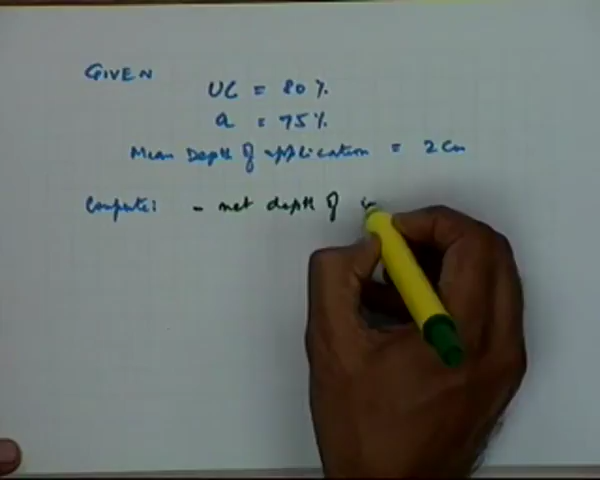 GIVEN
UC = 80 %
a = 75 %
Mean Depth of application = 2 Cm
Compute: - net depth of